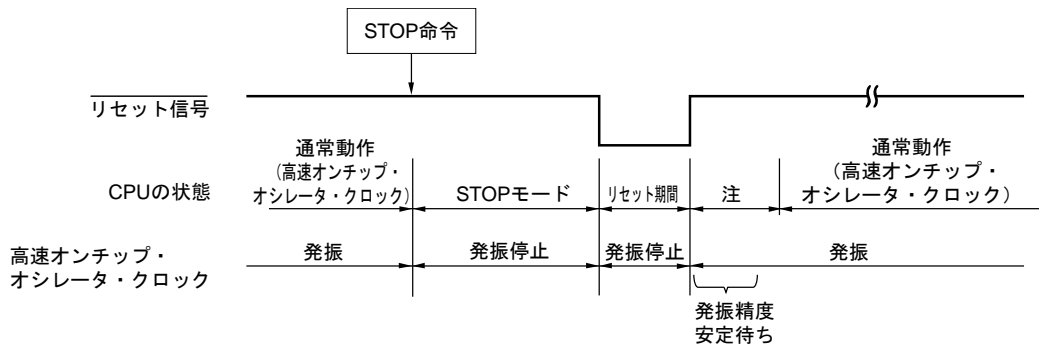 STOP命令
リセット信号
通常動作
(高速オンチップ・
オシレータ・クロック)
CPUの状態
STOPモード
リセット期間
注
通常動作
(高速オンチップ・
オシレータ・クロック)
高速オンチップ・
オシレータ・クロック
発振
発振停止
発振停止
発振
発振精度
安定待ち